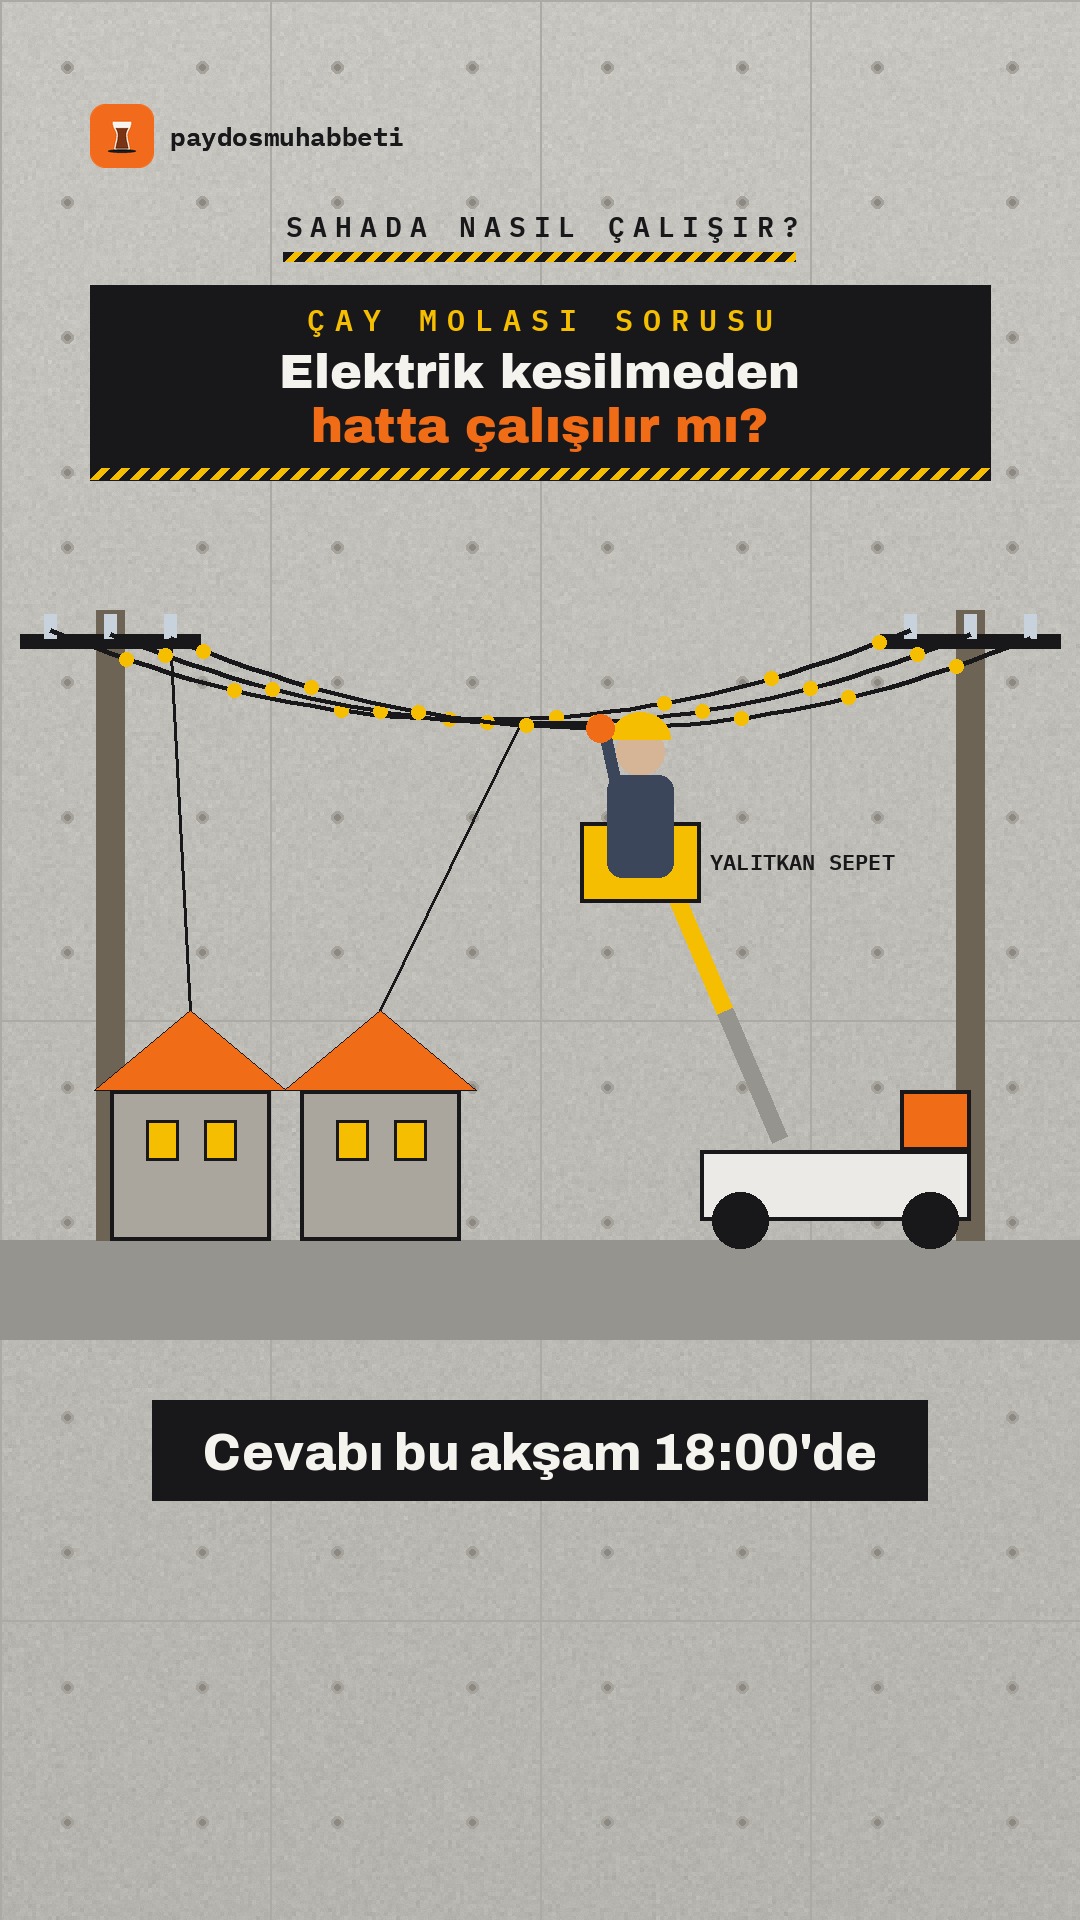 paydosmuhabbeti
SAHADA NASIL ÇALIŞIR?
ÇAY MOLASI SORUSU
Elektrik kesilmeden
hatta çalışılır mı?
YALITKAN SEPET
Cevabı bu akşam 18:00'de